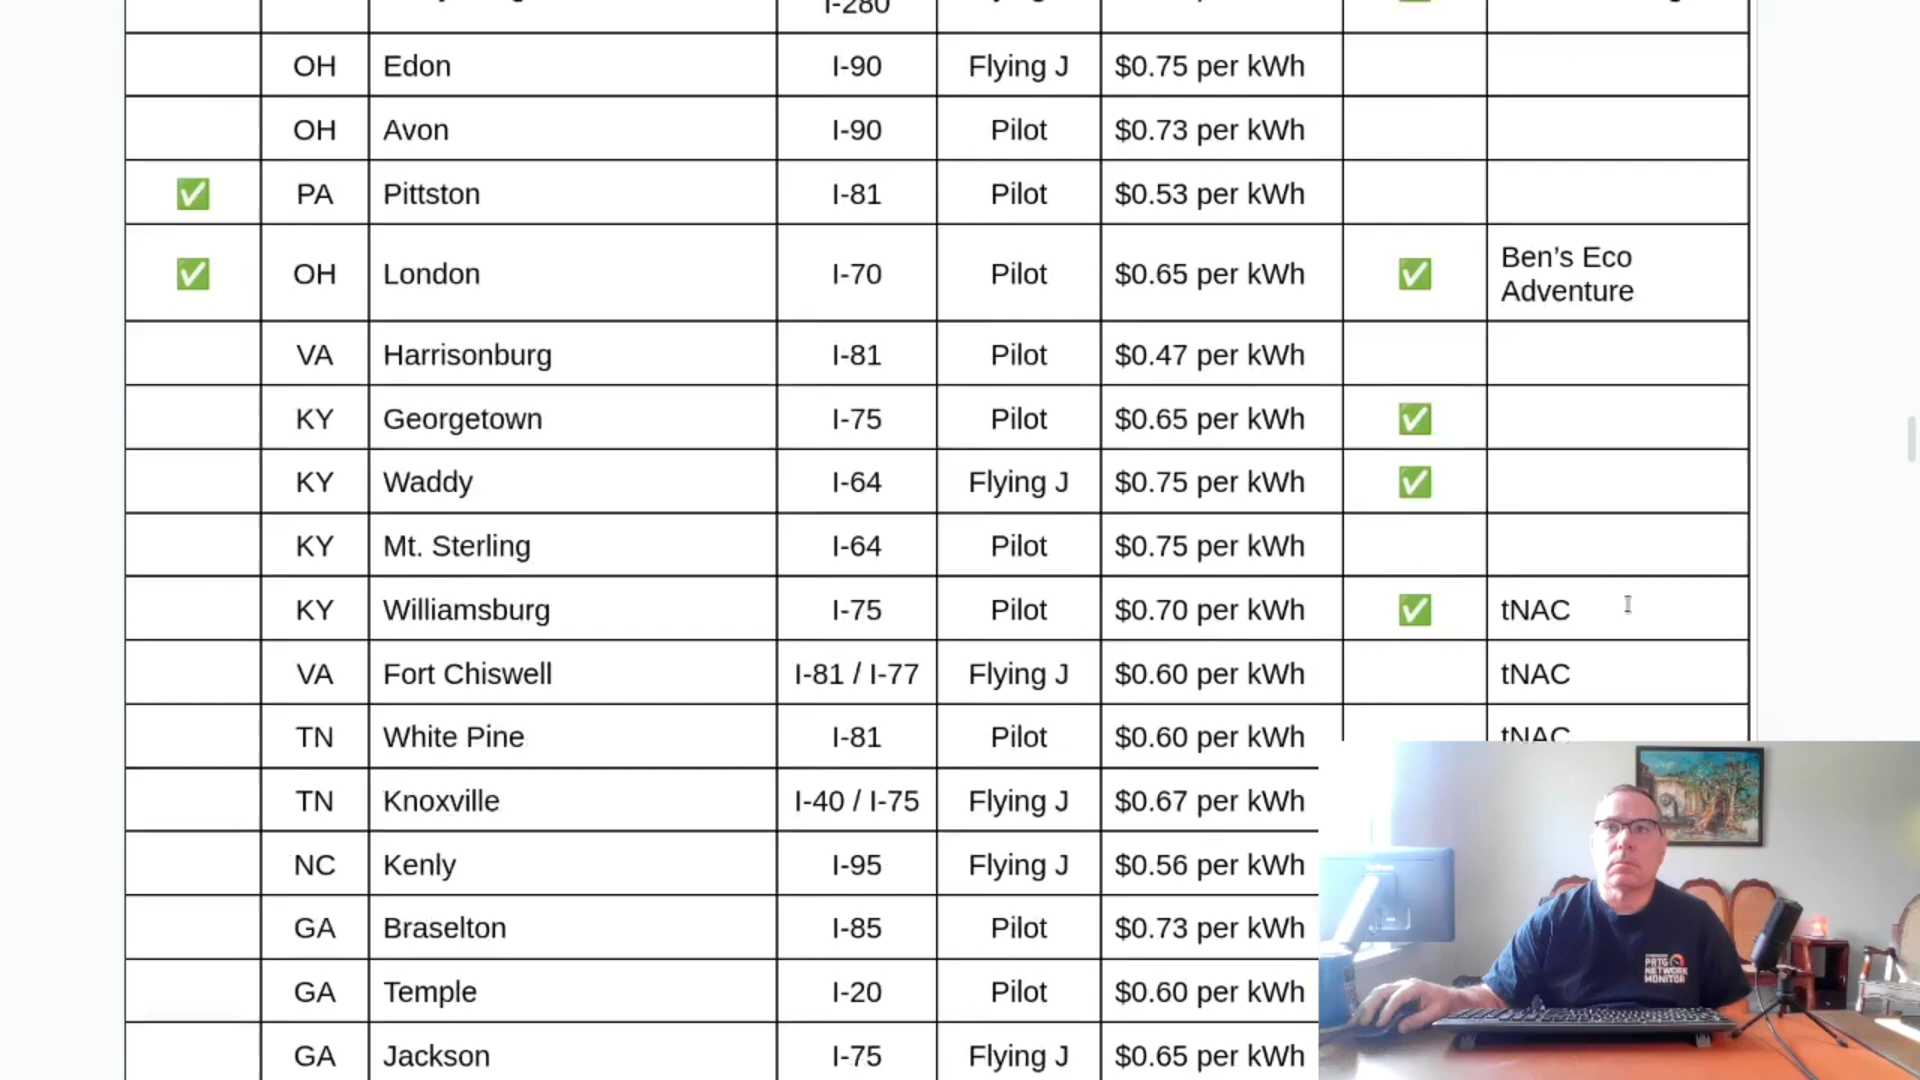 I-280
OH Edon I-90 Flying J $0.75 per kWh
OH Avon I-90 Pilot $0.73 per kWh
✅ PA Pittston I-81 Pilot $0.53 per kWh
✅ OH London I-70 Pilot $0.65 per kWh ✅ Ben’s Eco
Adventure
VA Harrisonburg I-81 Pilot $0.47 per kWh
KY Georgetown I-75 Pilot $0.65 per kWh ✅
KY Waddy I-64 Flying J $0.75 per kWh ✅
KY Mt. Sterling I-64 Pilot $0.75 per kWh
KY Williamsburg I-75 Pilot $0.70 per kWh ✅ tNAC
VA Fort Chiswell I-81 / I-77 Flying J $0.60 per kWh tNAC
TN White Pine I-81 Pilot $0.60 per kWh tNAC
TN Knoxville I-40 / I-75 Flying J $0.67 per kWh
NC Kenly I-95 Flying J $0.56 per kWh
GA Braselton I-85 Pilot $0.73 per kWh
GA Temple I-20 Pilot $0.60 per kWh
GA Jackson I-75 Flying J $0.65 per kWh
PRTG
NETWORK
MONITOR